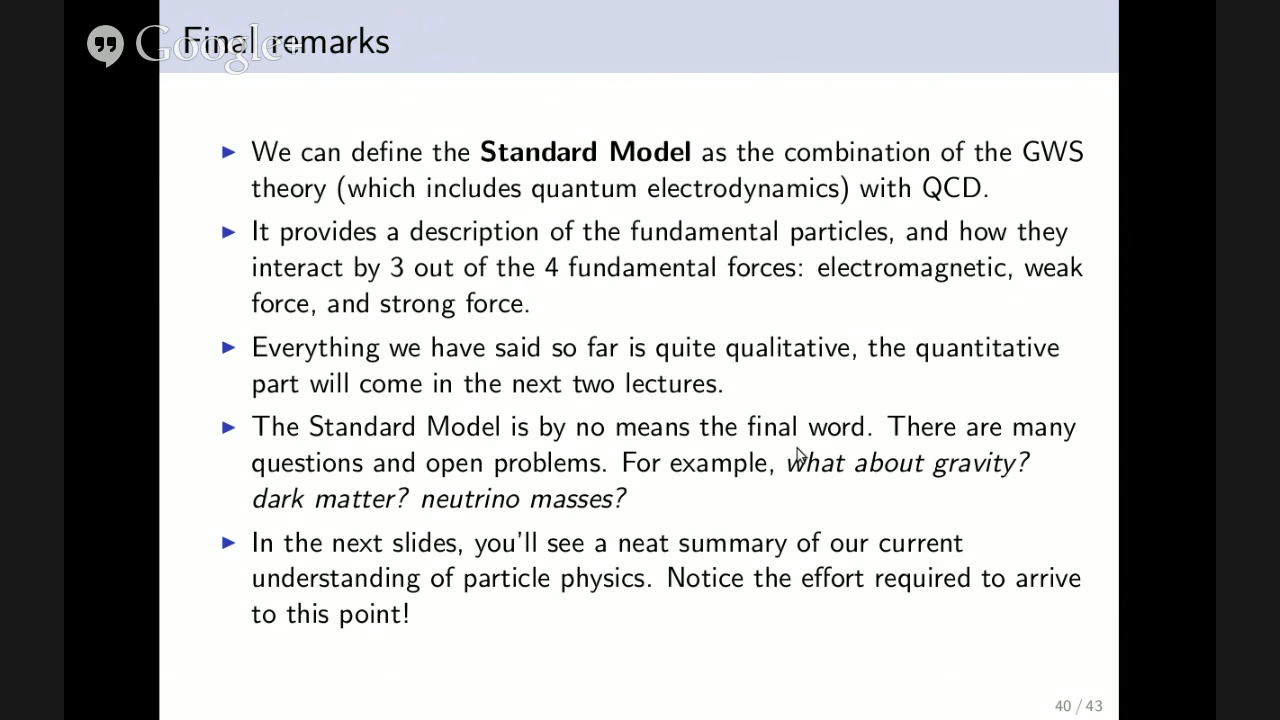 Final remarks
Google+
We can define the Standard Model as the combination of the GWS
theory (which includes quantum electrodynamics) with QCD.
It provides a description of the fundamental particles, and how they
interact by 3 out of the 4 fundamental forces: electromagnetic, weak
force, and strong force.
Everything we have said so far is quite qualitative, the quantitative
part will come in the next two lectures.
The Standard Model is by no means the final word. There are many
questions and open problems. For example, what about gravity?
dark matter? neutrino masses?
In the next slides, you'll see a neat summary of our current
understanding of particle physics. Notice the effort required to arrive
to this point!
40 / 43